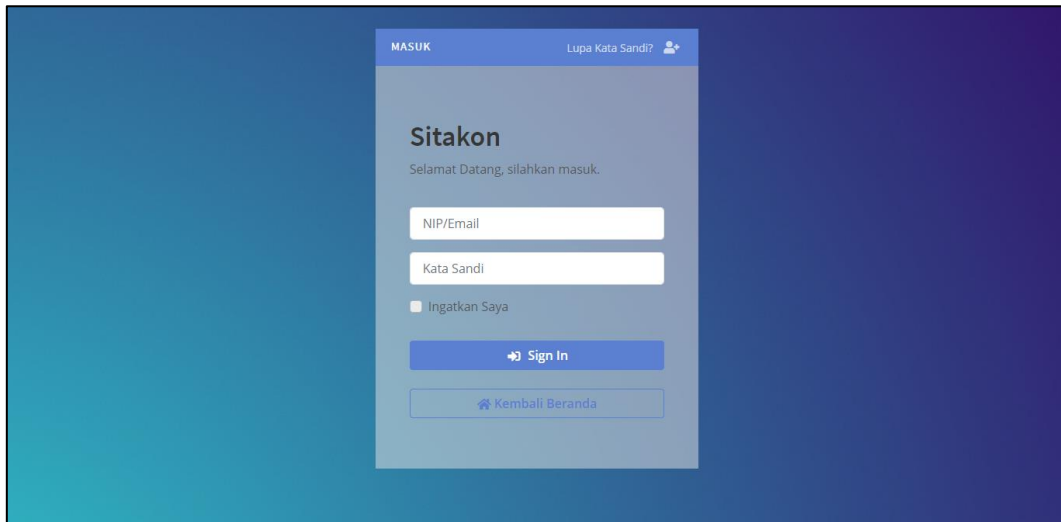 MASUK Lupa Kata Sandi?
Sitakon
Selamat Datang, silahkan masuk.
NIP/Email
Kata Sandi
Ingatkan Saya
Sign In
Kembali Beranda